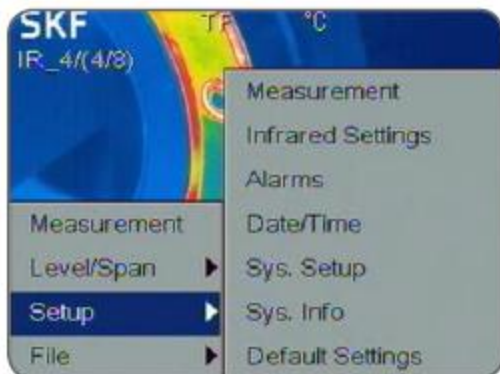 SKF
TF °C
IR_4/(4/8)
Measurement
Level/Span
Setup
File
Measurement
Infrared Settings
Alarms
Date/Time
Sys. Setup
Sys. Info
Default Settings